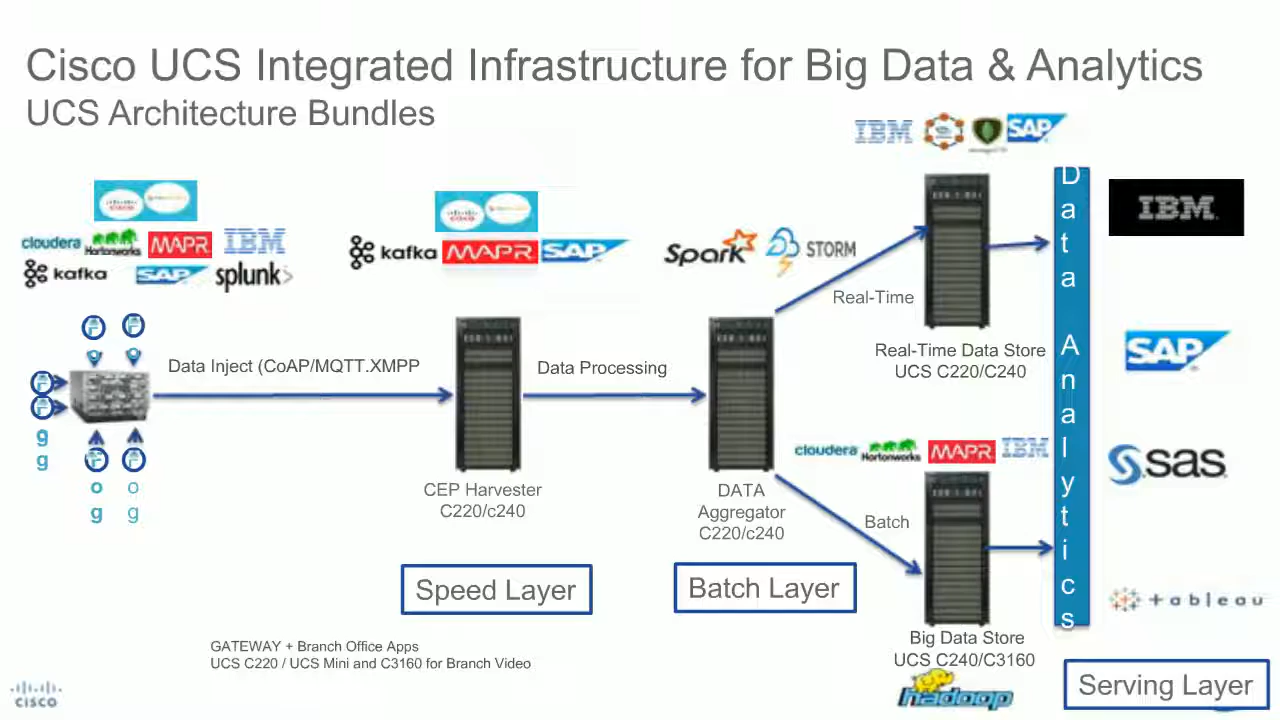 Cisco UCS Integrated Infrastructure for Big Data & Analytics
UCS Architecture Bundles
IBM
SAP
cisco
cloudera
Hortonworks
MAPR
IBM
kafka
SAP
splunk>
cisco
kafka
MAPR
SAP
Spark
STORM
Real-Time
Real-Time Data Store
UCS C220/C240
Data Inject (CoAP/MQTT.XMPP
Data Processing
F
F
F
F
g
g
F
F
o
g
o
g
CEP Harvester
C220/c240
DATA
Aggregator
C220/c240
cloudera
Hortonworks
MAPR
IBM
Batch
Big Data Store
UCS C240/C3160
hadoop
Data Analytics
IBM
SAP
sas
+ableau
Speed Layer
Batch Layer
Serving Layer
GATEWAY + Branch Office Apps
UCS C220 / UCS Mini and C3160 for Branch Video
cisco